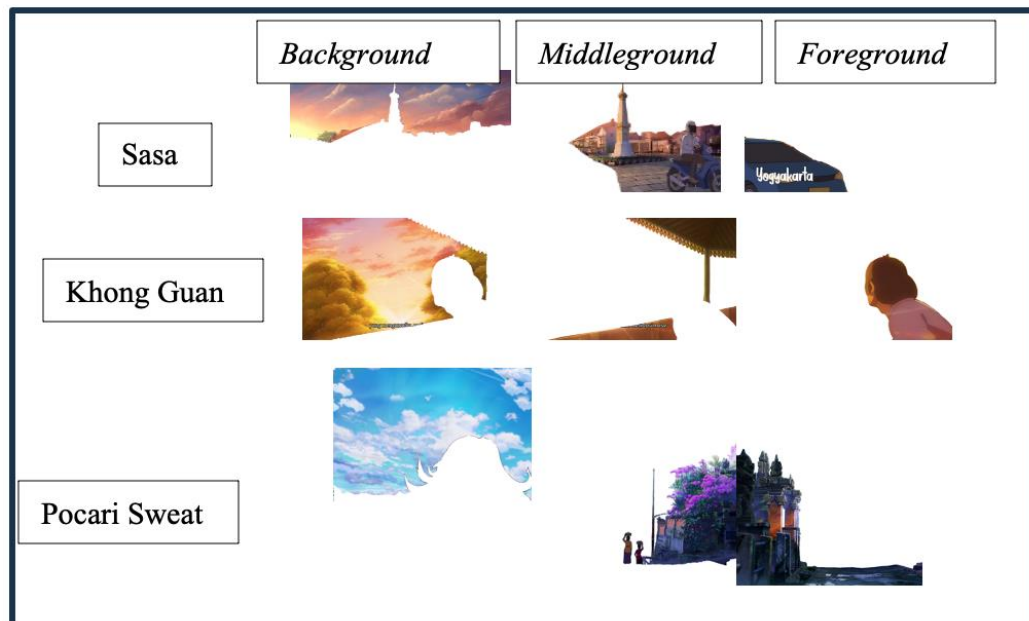 Background Middleground Foreground
Sasa
Yogyakarta
Khong Guan
Pocari Sweat